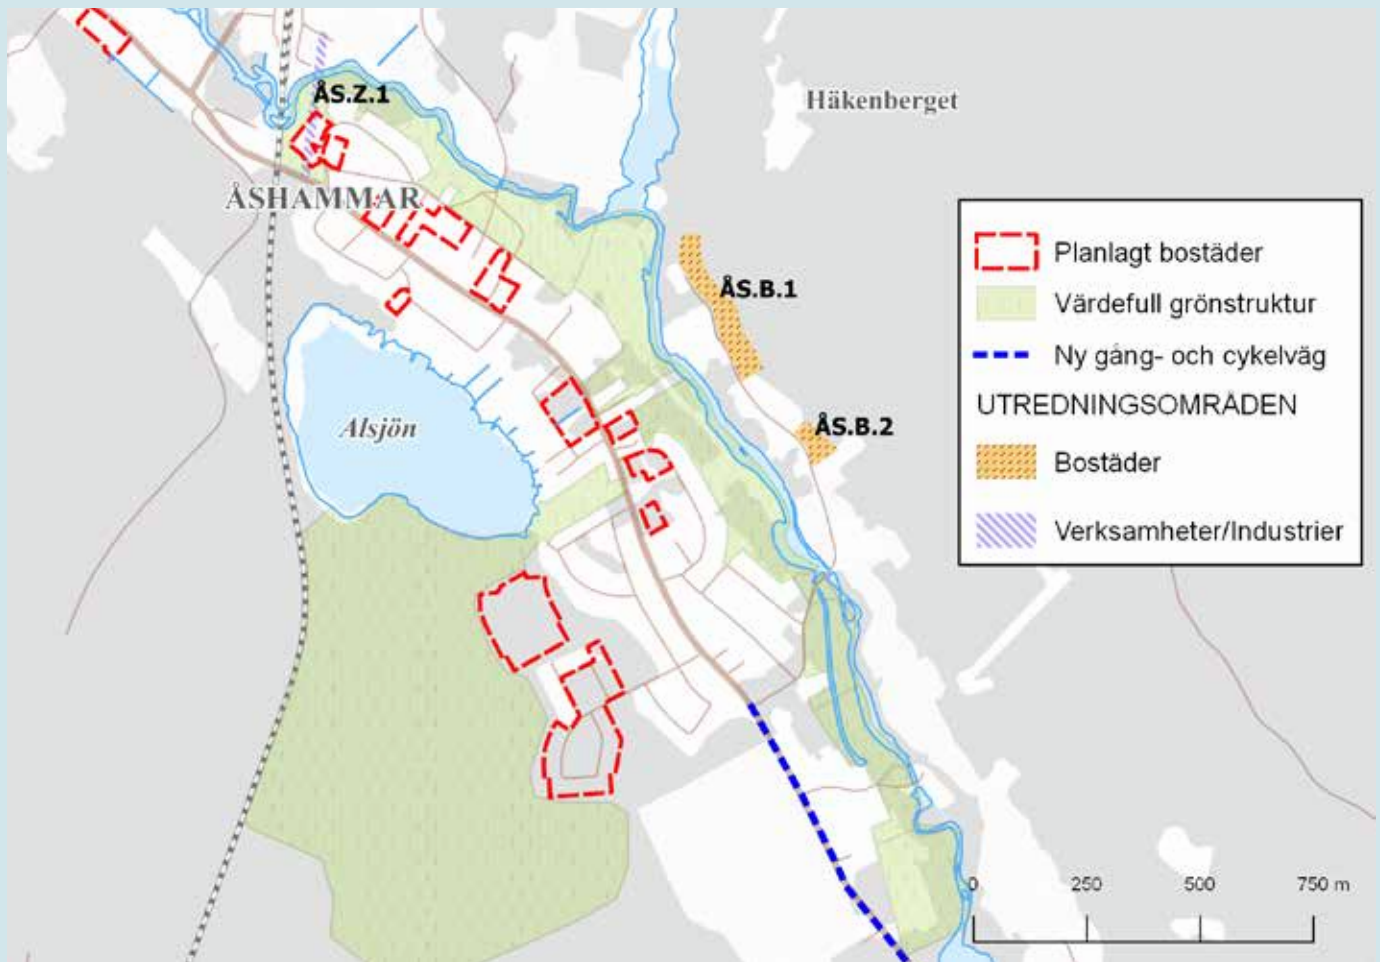 ÅS.Z.1
Häkenberget
ÅSHAMMAR
ÅS.B.1
Alsjön
ÅS.B.2
Planlagt bostäder
Värdefull grönstruktur
Ny gång- och cykelväg
UTREDNINGSOMRÅDEN
Bostäder
Verksamheter/Industrier
0 250 500 750 m